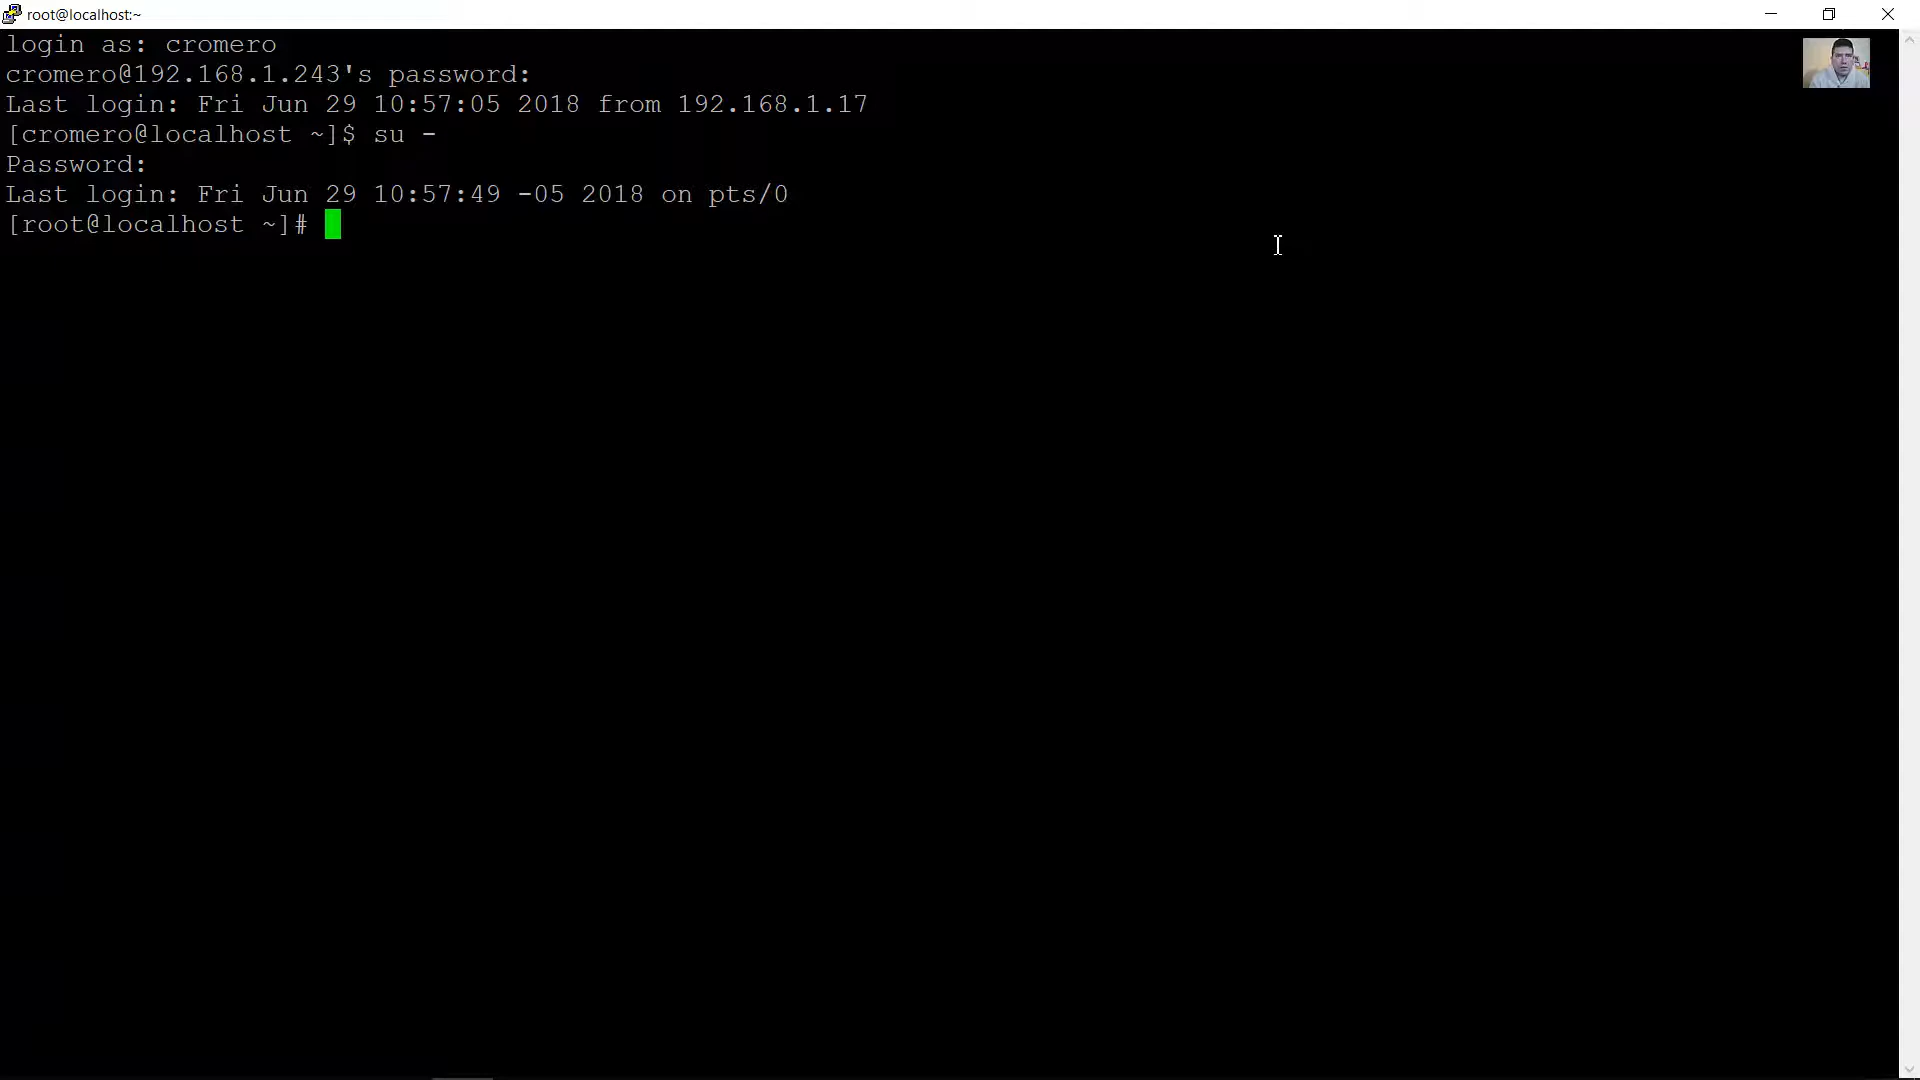 root@localhost:~
login as: cromero
cromero@192.168.1.243's password:
Last login: Fri Jun 29 10:57:05 2018 from 192.168.1.17
[cromero@localhost ~]$ su -
Password:
Last login: Fri Jun 29 10:57:49 -05 2018 on pts/0
[root@localhost ~]#